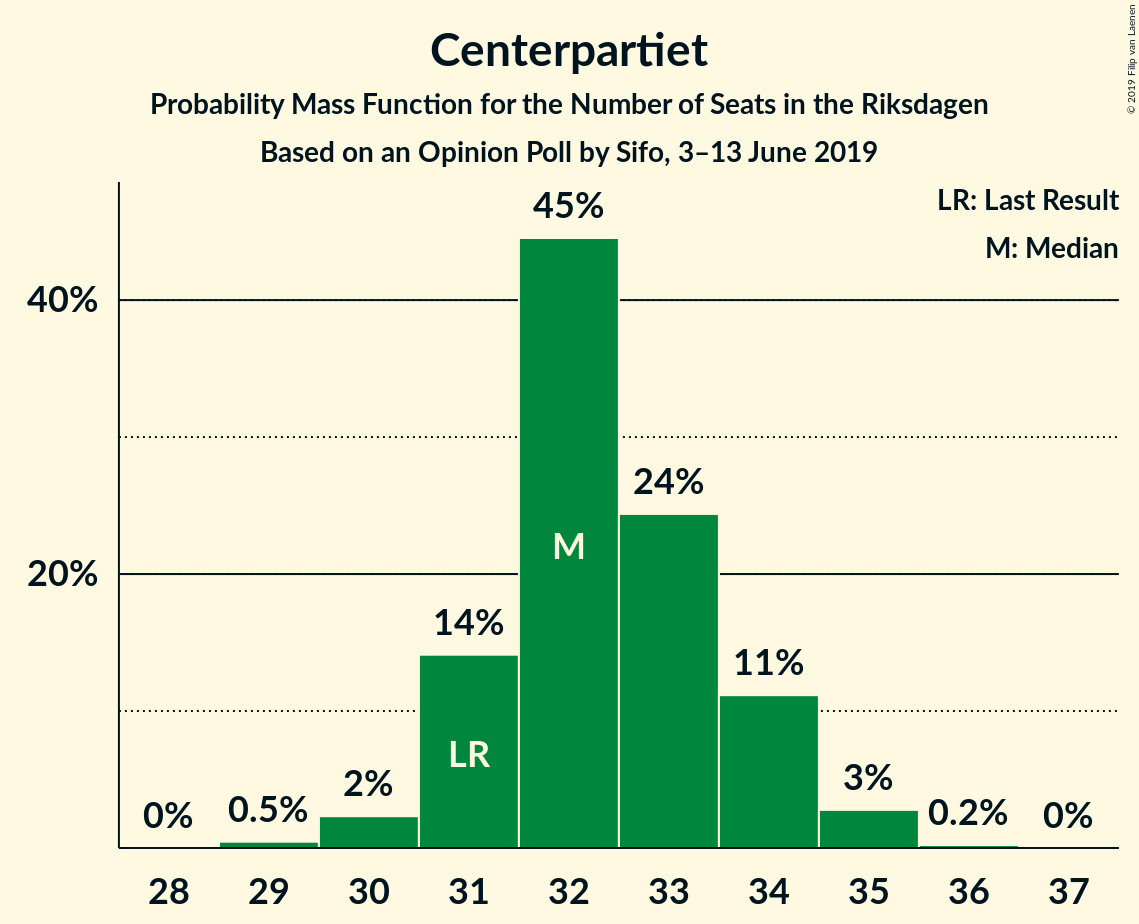 Centerpartiet
Probability Mass Function for the Number of Seats in the Riksdagen
Based on an Opinion Poll by Sifo, 3–13 June 2019
© 2019 Filip van Laenen
LR: Last Result
M: Median
45%
40%
24%
M
20%
14%
11%
LR
2%
3%
0%
0.5%
0.2%
0%
28 29 30 31 32 33 34 35 36 37